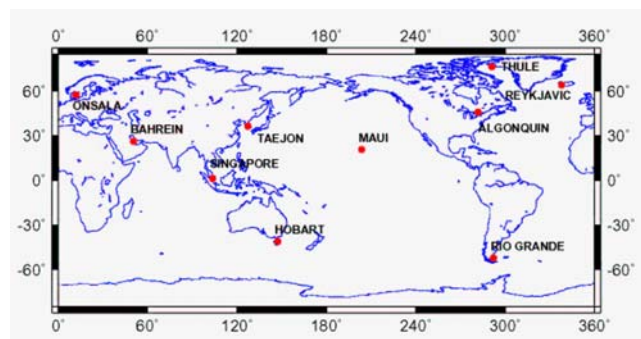 0° 60° 120° 180° 240° 300° 360°
THULE
60° 60°
REYKJAVIC
ONSALA
ALGONQUIN
BAHREIN
TAEJON
MAUI
30° 30°
SINGAPORE
0° 0°
HOBART
RIO GRANDE
-30° -30°
-60° -60°
0° 60° 120° 180° 240° 300° 360°